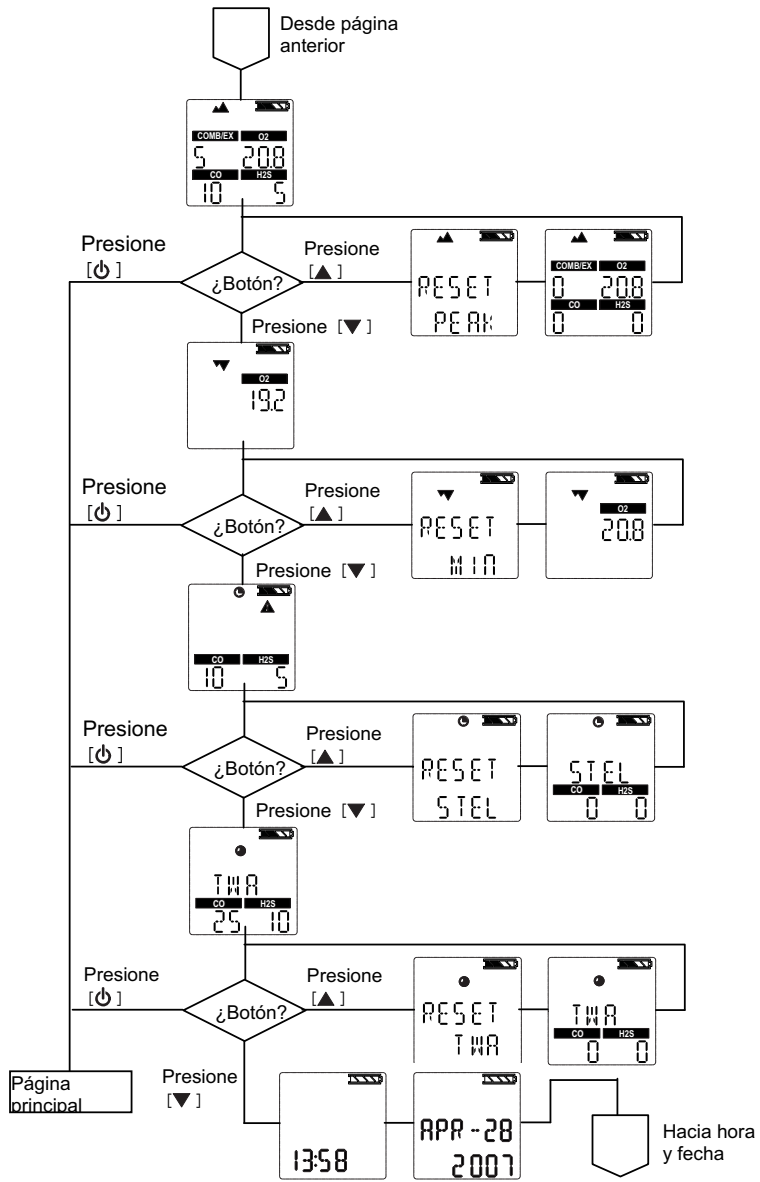 Desde página
anterior
COMB/EX O2
5 20.8
CO H2S
10 5
Presione
[⏻]
¿Botón?
Presione
[▲]
RESET
PEAK
COMB/EX O2
0 20.8
CO H2S
0 0
Presione [▼]
O2
19.2
Presione
[⏻]
¿Botón?
Presione
[▲]
RESET
MIN
O2
20.8
Presione [▼]
CO H2S
10 5
Presione
[⏻]
¿Botón?
Presione
[▲]
RESET
STEL
STEL
CO H2S
0 0
Presione [▼]
TWA
CO H2S
25 10
Presione
[⏻]
¿Botón?
Presione
[▲]
RESET
TWA
TWA
CO H2S
0 0
Página
principal
Presione
[▼]
13:58
APR-28
2007
Hacia hora
y fecha